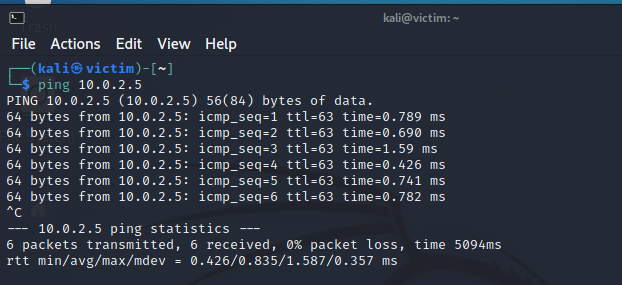 kali@victim: ~
File Actions Edit View Help
┌──(kali㉿victim)-[~]
└─$ ping 10.0.2.5
PING 10.0.2.5 (10.0.2.5) 56(84) bytes of data.
64 bytes from 10.0.2.5: icmp_seq=1 ttl=63 time=0.789 ms
64 bytes from 10.0.2.5: icmp_seq=2 ttl=63 time=0.690 ms
64 bytes from 10.0.2.5: icmp_seq=3 ttl=63 time=1.59 ms
64 bytes from 10.0.2.5: icmp_seq=4 ttl=63 time=0.426 ms
64 bytes from 10.0.2.5: icmp_seq=5 ttl=63 time=0.741 ms
64 bytes from 10.0.2.5: icmp_seq=6 ttl=63 time=0.782 ms
^C
--- 10.0.2.5 ping statistics ---
6 packets transmitted, 6 received, 0% packet loss, time 5094ms
rtt min/avg/max/mdev = 0.426/0.835/1.587/0.357 ms